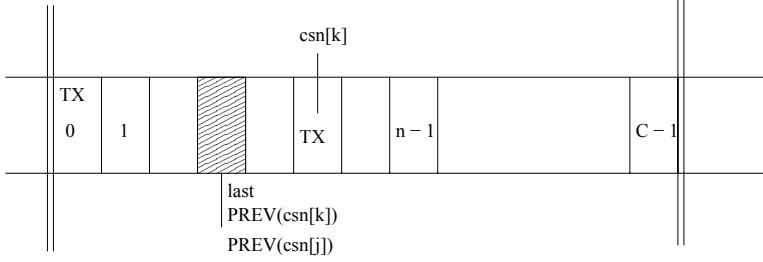 csn[k]
TX
0
1
TX
n − 1
C − 1
last
PREV(csn[k])
PREV(csn[j])